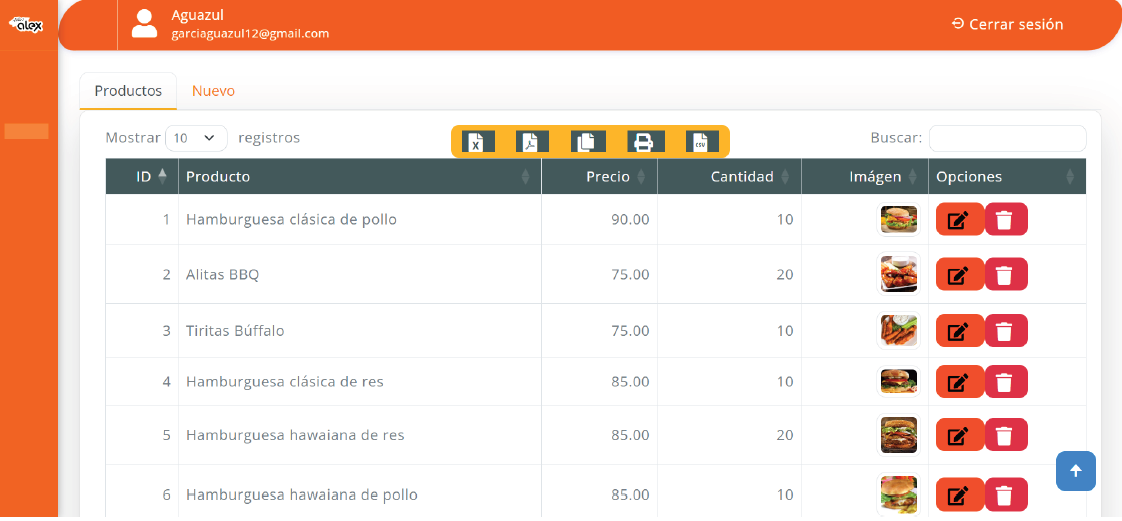 alex
Aguazul
garciaguazul12@gmail.com
Cerrar sesión
Productos Nuevo
Mostrar 10 registros X CSV Buscar:
ID Producto Precio Cantidad Imágen Opciones
1 Hamburguesa clásica de pollo 90.00 10
2 Alitas BBQ 75.00 20
3 Tiritas Búffalo 75.00 10
4 Hamburguesa clásica de res 85.00 10
5 Hamburguesa hawaiana de res 85.00 20
6 Hamburguesa hawaiana de pollo 85.00 10